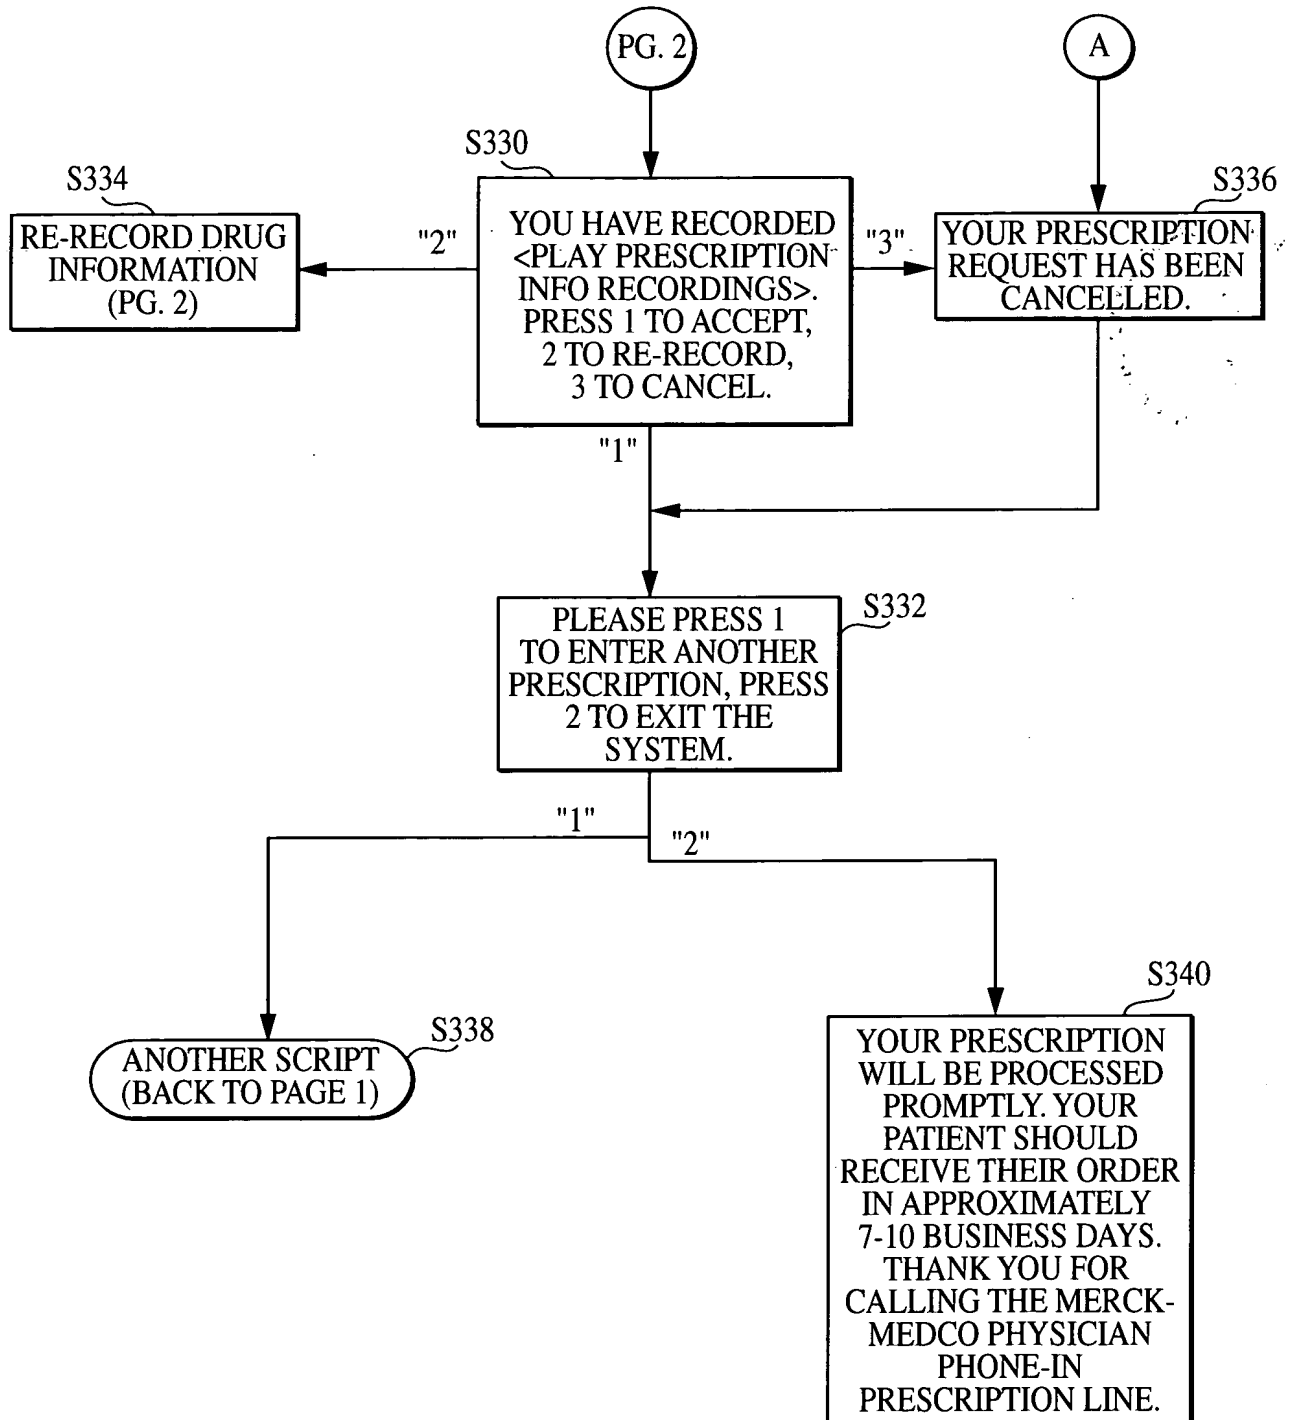 PG. 2
A
S330
S334
S336
RE-RECORD DRUG
INFORMATION
(PG. 2)
"2"
YOU HAVE RECORDED
<PLAY PRESCRIPTION
INFO RECORDINGS>.
PRESS 1 TO ACCEPT,
2 TO RE-RECORD,
3 TO CANCEL.
"3"
YOUR PRESCRIPTION
REQUEST HAS BEEN
CANCELLED.
"1"
S332
PLEASE PRESS 1
TO ENTER ANOTHER
PRESCRIPTION, PRESS
2 TO EXIT THE
SYSTEM.
"1"
"2"
S338
ANOTHER SCRIPT
(BACK TO PAGE 1)
S340
YOUR PRESCRIPTION
WILL BE PROCESSED
PROMPTLY. YOUR
PATIENT SHOULD
RECEIVE THEIR ORDER
IN APPROXIMATELY
7-10 BUSINESS DAYS.
THANK YOU FOR
CALLING THE MERCK-
MEDCO PHYSICIAN
PHONE-IN
PRESCRIPTION LINE.